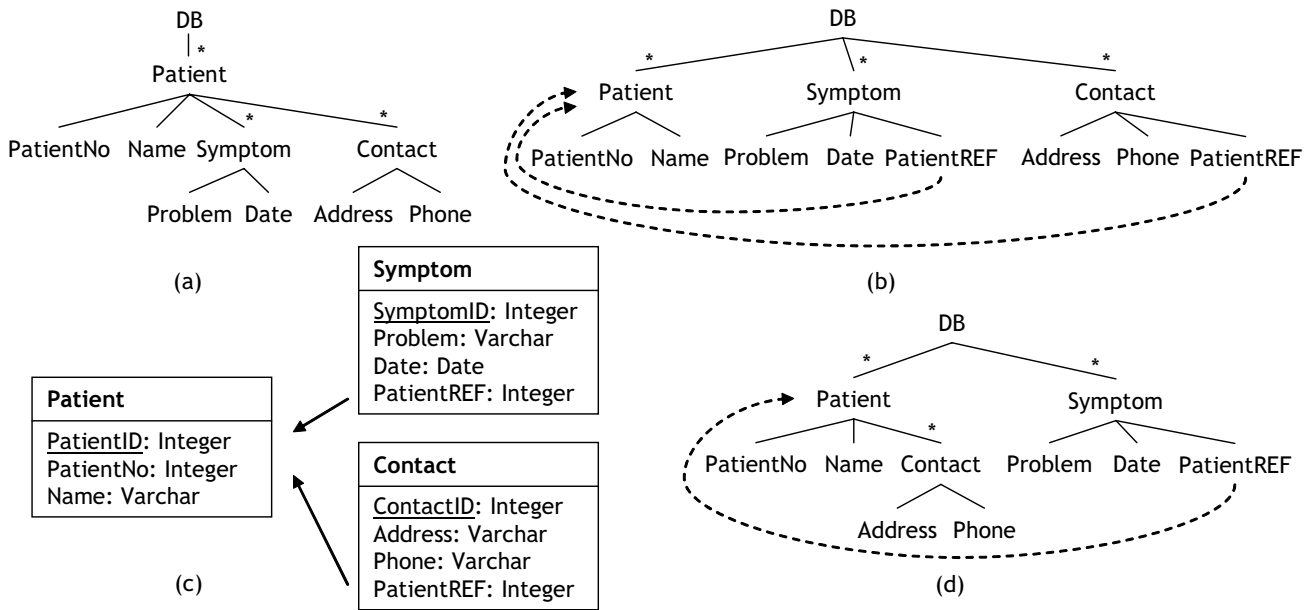 DB
*
Patient
* *
PatientNo Name Symptom Contact
Problem Date Address Phone
(a)
DB
* * *
Patient Symptom Contact
PatientNo Name Problem Date PatientREF Address Phone PatientREF
(b)
Patient
PatientID: Integer
PatientNo: Integer
Name: Varchar
Symptom
SymptomID: Integer
Problem: Varchar
Date: Date
PatientREF: Integer
Contact
ContactID: Integer
Address: Varchar
Phone: Varchar
PatientREF: Integer
(c)
DB
* *
Patient Symptom
*
PatientNo Name Contact Problem Date PatientREF
Address Phone
(d)